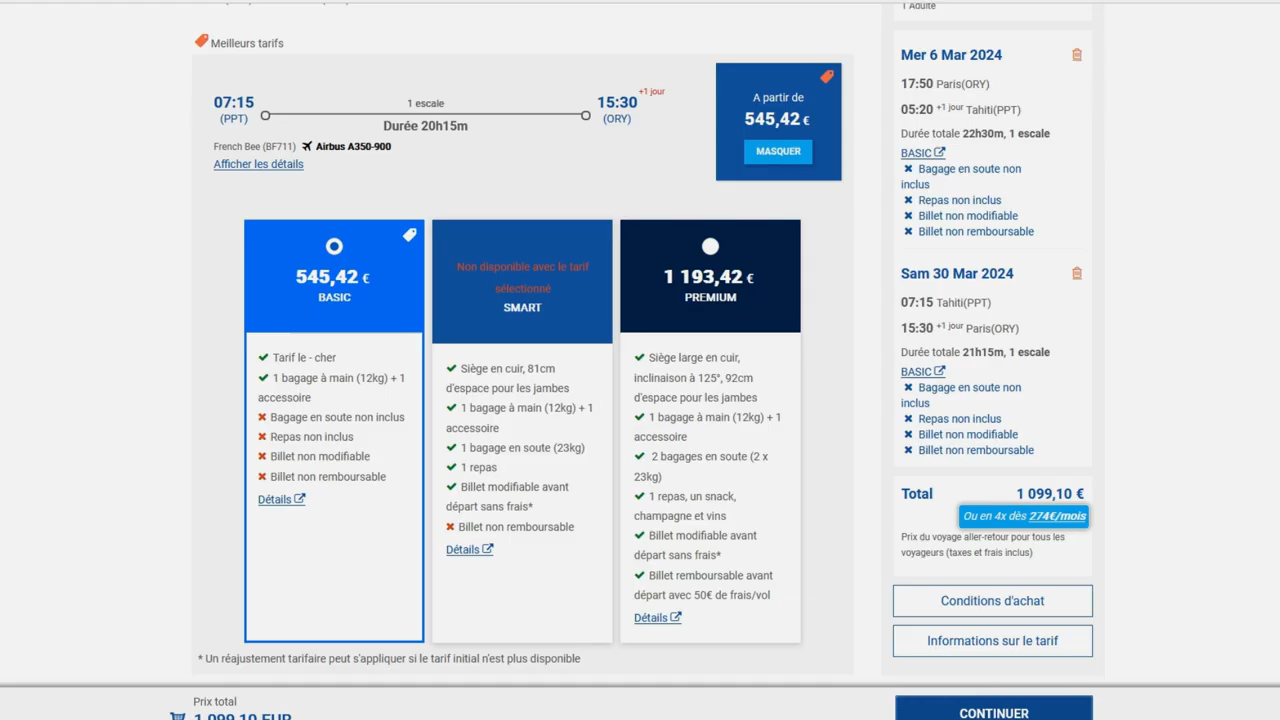 1 Adulte
Meilleurs tarifs
07:15
(PPT)
1 escale
Durée 20h15m
15:30
+1 jour
(ORY)
French Bee (BF711) Airbus A350-900
Afficher les détails
A partir de
545,42 €
MASQUER
545,42 €
BASIC
✔ Tarif le - cher
✔ 1 bagage à main (12kg) + 1
accessoire
✖ Bagage en soute non inclus
✖ Repas non inclus
✖ Billet non modifiable
✖ Billet non remboursable
Détails
Non disponible avec le tarif
sélectionné
SMART
✔ Siège en cuir, 81cm
d'espace pour les jambes
✔ 1 bagage à main (12kg) + 1
accessoire
✔ 1 bagage en soute (23kg)
✔ 1 repas
✔ Billet modifiable avant
départ sans frais*
✖ Billet non remboursable
Détails
1 193,42 €
PREMIUM
✔ Siège large en cuir,
inclinaison à 125°, 92cm
d'espace pour les jambes
✔ 1 bagage à main (12kg) + 1
accessoire
✔ 2 bagages en soute (2 x
23kg)
✔ 1 repas, un snack,
champagne et vins
✔ Billet modifiable avant
départ sans frais*
✔ Billet remboursable avant
départ avec 50€ de frais/vol
Détails
* Un réajustement tarifaire peut s'appliquer si le tarif initial n'est plus disponible
Mer 6 Mar 2024
17:50 Paris(ORY)
05:20 +1 jour Tahiti(PPT)
Durée totale 22h30m, 1 escale
BASIC
✖ Bagage en soute non
inclus
✖ Repas non inclus
✖ Billet non modifiable
✖ Billet non remboursable
Sam 30 Mar 2024
07:15 Tahiti(PPT)
15:30 +1 jour Paris(ORY)
Durée totale 21h15m, 1 escale
BASIC
✖ Bagage en soute non
inclus
✖ Repas non inclus
✖ Billet non modifiable
✖ Billet non remboursable
Total 1 099,10 €
Ou en 4x dès 274€/mois
Prix du voyage aller-retour pour tous les
voyageurs (taxes et frais inclus)
Conditions d'achat
Informations sur le tarif
Prix total
1 099,10 EUR
CONTINUER